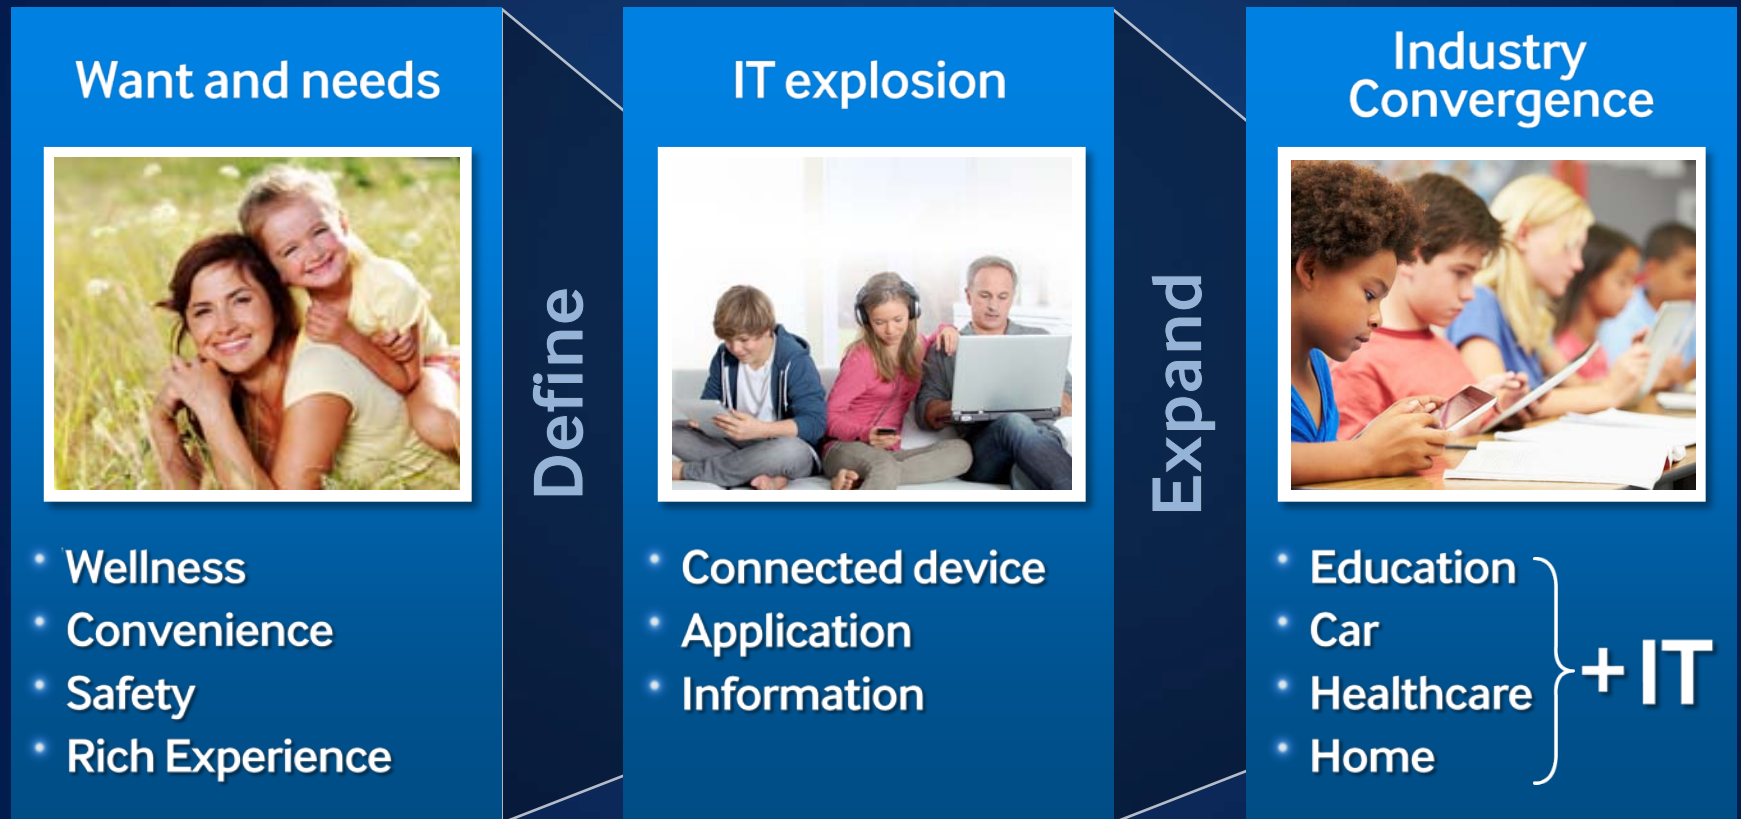 Want and needs
Wellness
Convenience
Safety
Rich Experience
Define
IT explosion
Connected device
Application
Information
Expand
Industry
Convergence
Education
Car
Healthcare
Home
+ IT